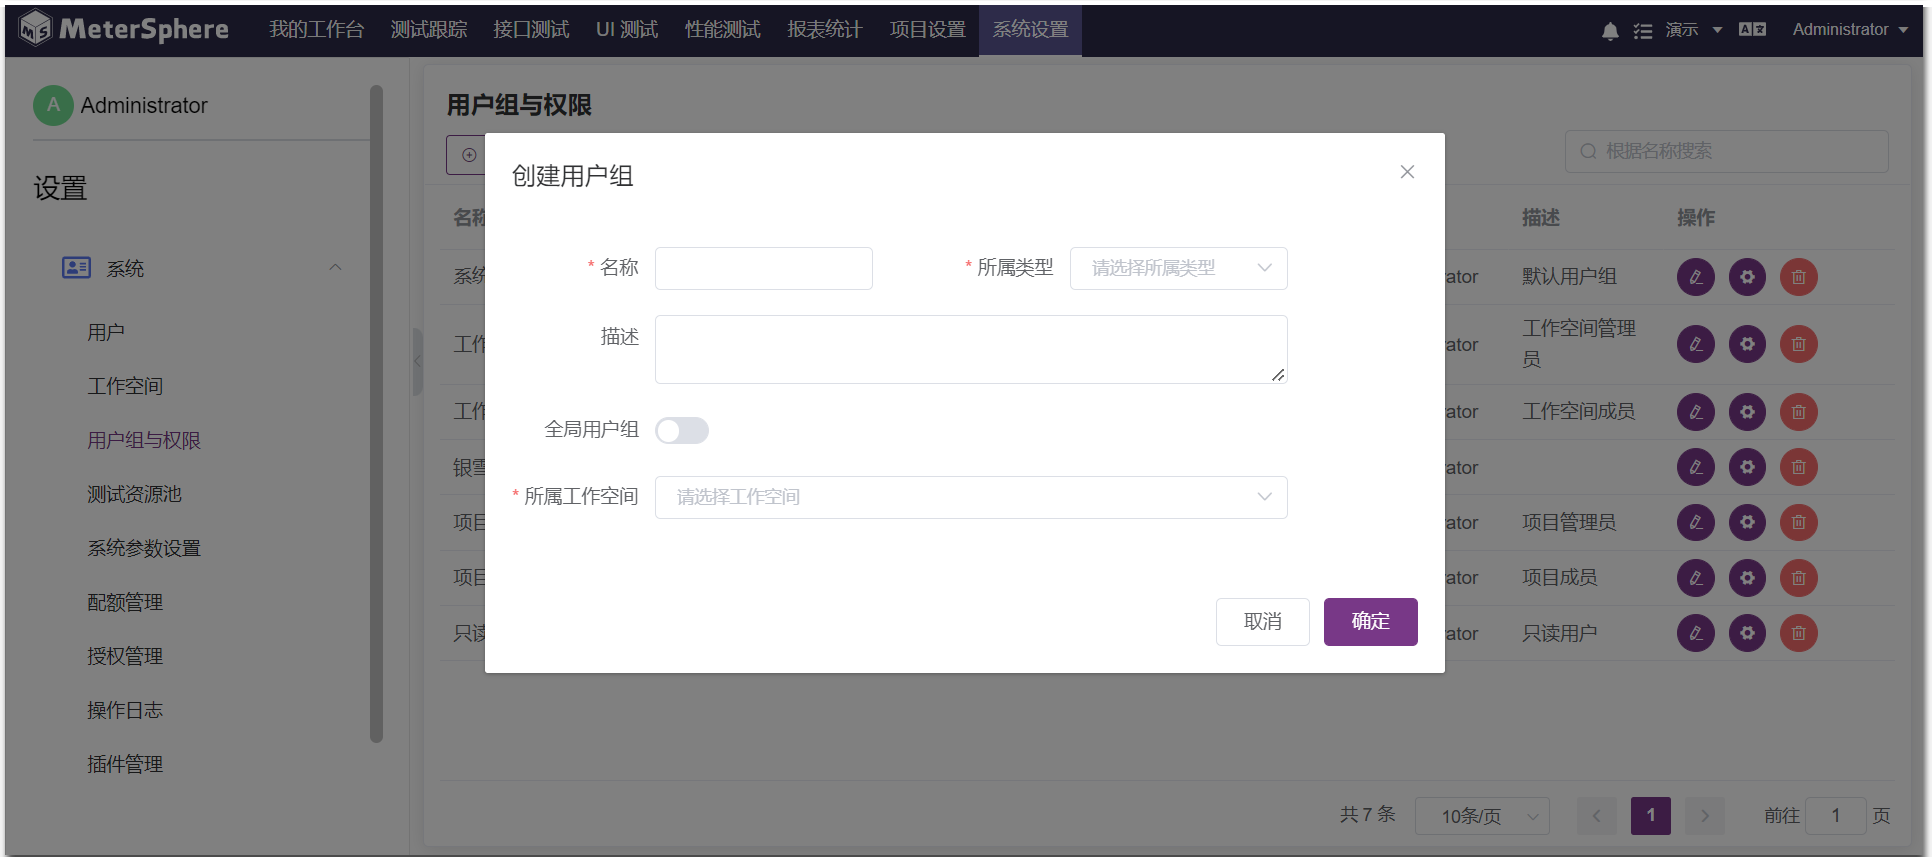 MeterSphere 我的工作台 测试跟踪 接口测试 UI 测试 性能测试 报表统计 项目设置 系统设置 演示 Administrator
A Administrator
设置
系统
用户
工作空间
用户组与权限
测试资源池
系统参数设置
配额管理
授权管理
操作日志
插件管理
用户组与权限
根据名称搜索
名称 描述 操作
系统 ator 默认用户组
工作 ator 工作空间管理
员
工作 ator 工作空间成员
银雪 ator
项目 ator 项目管理员
项目 ator 项目成员
只读 ator 只读用户
创建用户组
* 名称
* 所属类型 请选择所属类型
描述
全局用户组
* 所属工作空间 请选择工作空间
取消 确定
共 7 条 10条/页 1 前往 1 页